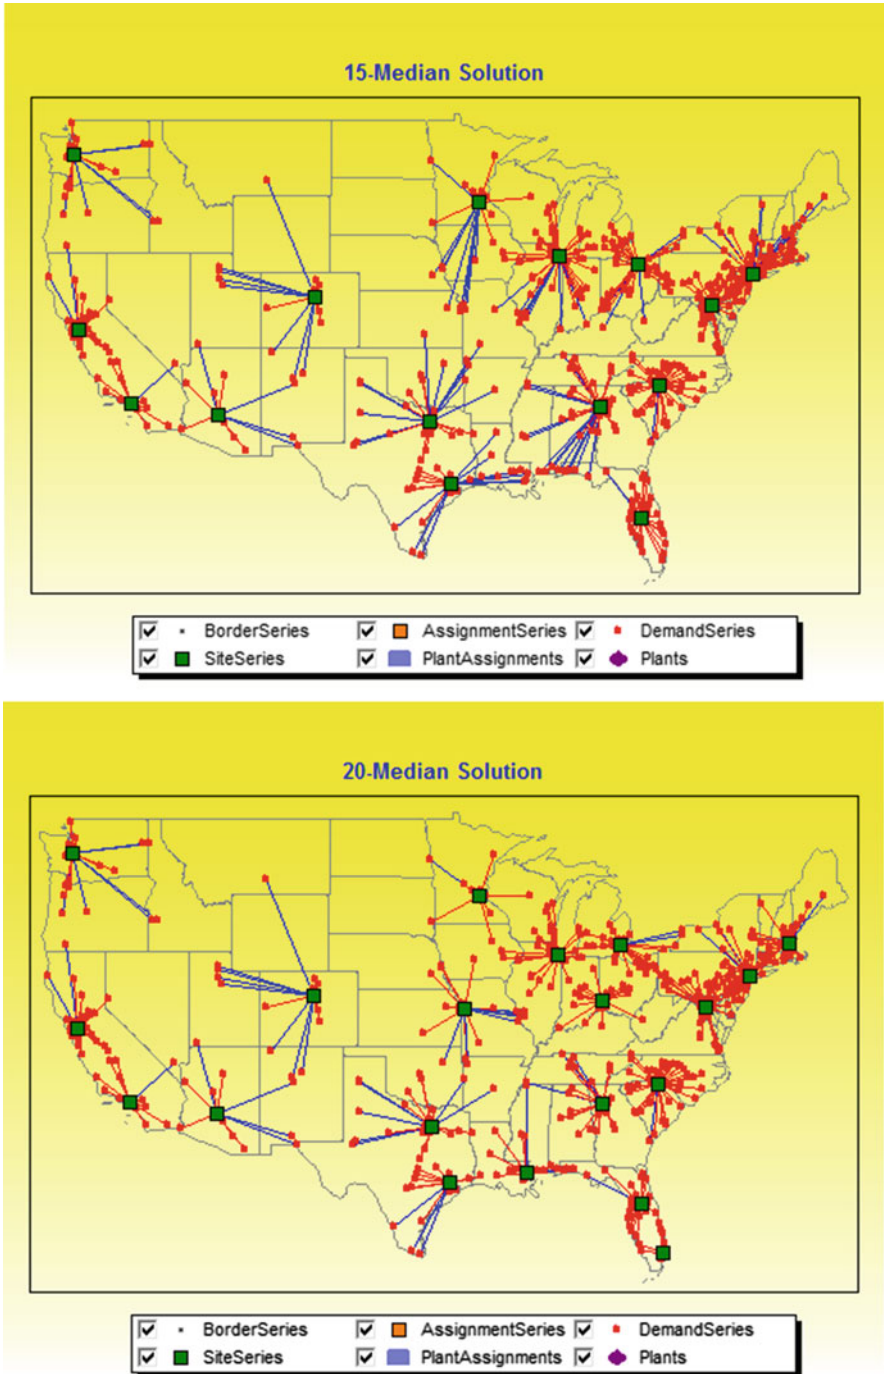 15-Median Solution
BorderSeries AssignmentSeries DemandSeries
SiteSeries PlantAssignments Plants
20-Median Solution
BorderSeries AssignmentSeries DemandSeries
SiteSeries PlantAssignments Plants